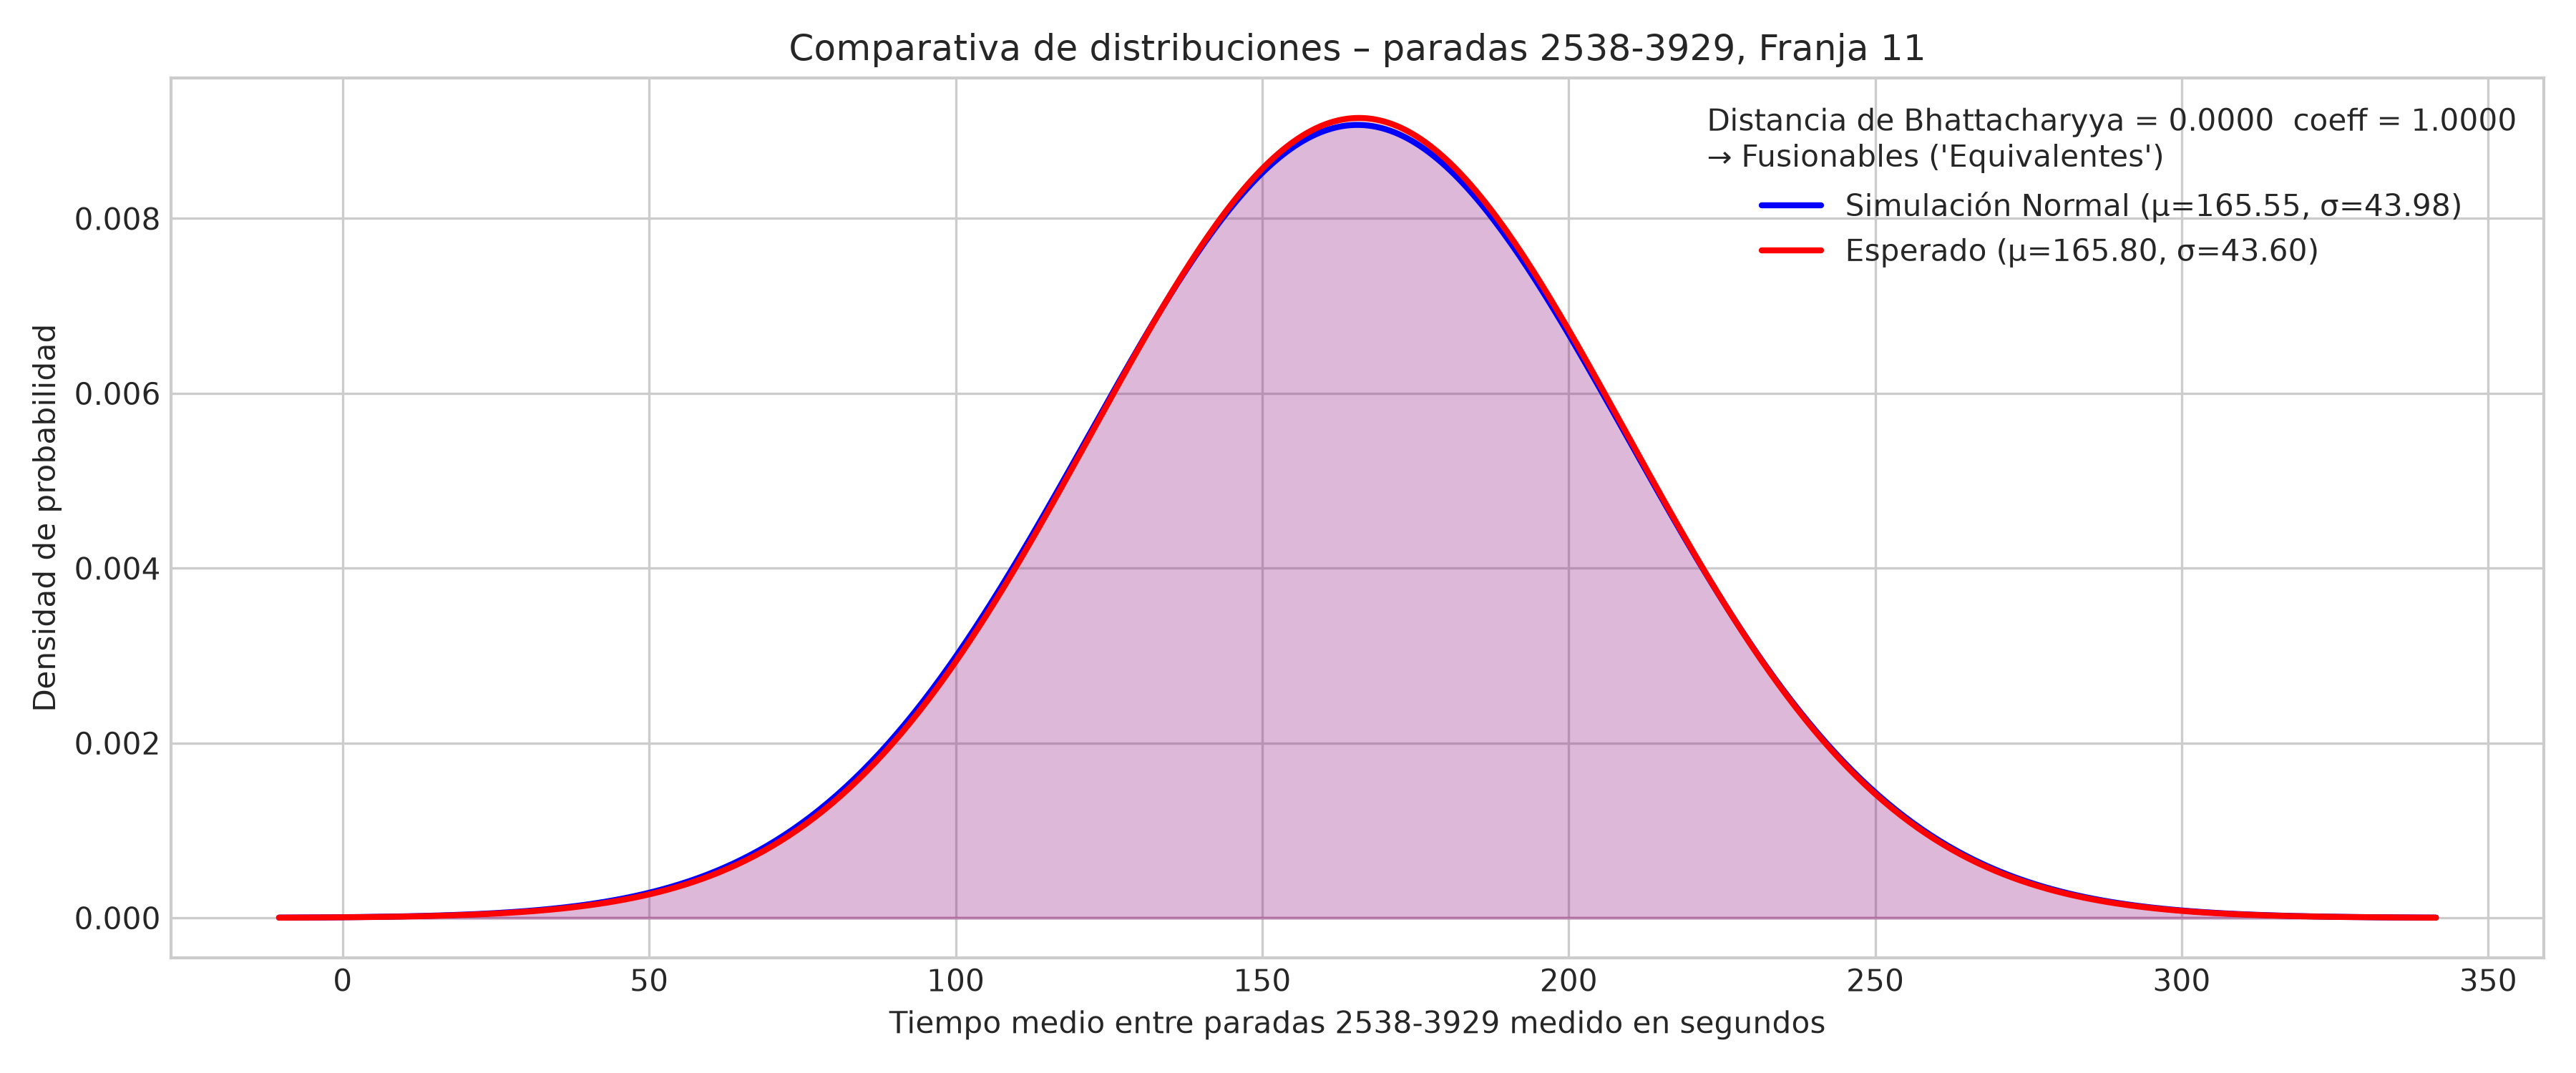 Comparativa de distribuciones – paradas 2538-3929, Franja 11
Distancia de Bhattacharyya = 0.0000  coeff = 1.0000
→ Fusionables ('Equivalentes')
Simulación Normal (μ=165.55, σ=43.98)
Esperado (μ=165.80, σ=43.60)
Densidad de probabilidad
0.008
0.006
0.004
0.002
0.000
0 50 100 150 200 250 300 350
Tiempo medio entre paradas 2538-3929 medido en segundos